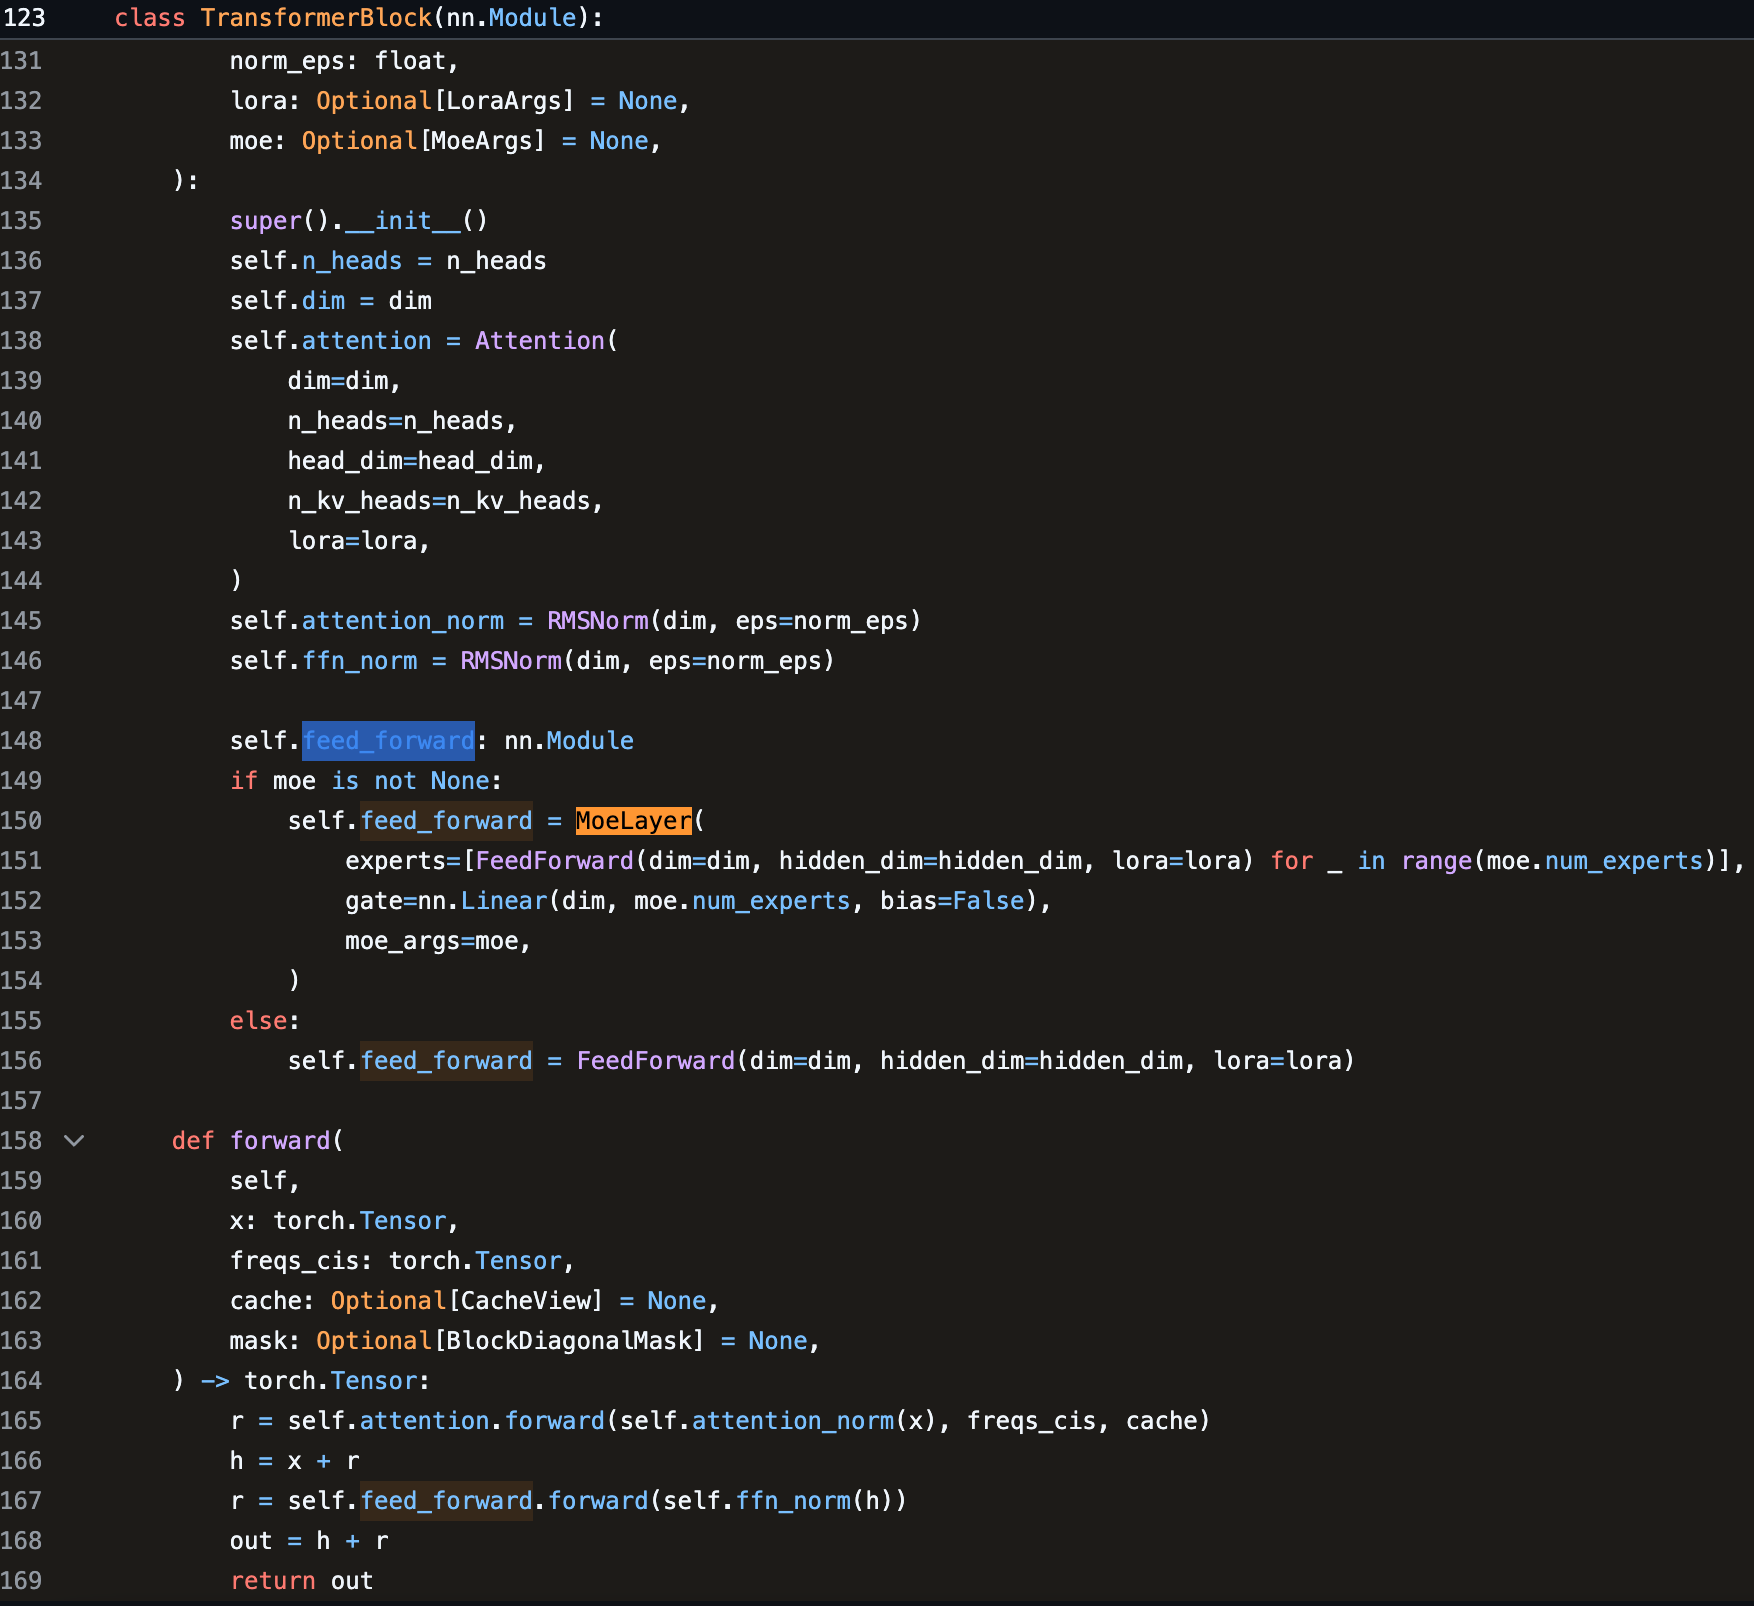 123 class TransformerBlock(nn.Module):
131 norm_eps: float,
132 lora: Optional[LoraArgs] = None,
133 moe: Optional[MoeArgs] = None,
134 ):
135 super().__init__()
136 self.n_heads = n_heads
137 self.dim = dim
138 self.attention = Attention(
139 dim=dim,
140 n_heads=n_heads,
141 head_dim=head_dim,
142 n_kv_heads=n_kv_heads,
143 lora=lora,
144 )
145 self.attention_norm = RMSNorm(dim, eps=norm_eps)
146 self.ffn_norm = RMSNorm(dim, eps=norm_eps)
147
148 self.feed_forward: nn.Module
149 if moe is not None:
150 self.feed_forward = MoeLayer(
151 experts=[FeedForward(dim=dim, hidden_dim=hidden_dim, lora=lora) for _ in range(moe.num_experts)],
152 gate=nn.Linear(dim, moe.num_experts, bias=False),
153 moe_args=moe,
154 )
155 else:
156 self.feed_forward = FeedForward(dim=dim, hidden_dim=hidden_dim, lora=lora)
157
158 def forward(
159 self,
160 x: torch.Tensor,
161 freqs_cis: torch.Tensor,
162 cache: Optional[CacheView] = None,
163 mask: Optional[BlockDiagonalMask] = None,
164 ) -> torch.Tensor:
165 r = self.attention.forward(self.attention_norm(x), freqs_cis, cache)
166 h = x + r
167 r = self.feed_forward.forward(self.ffn_norm(h))
168 out = h + r
169 return out